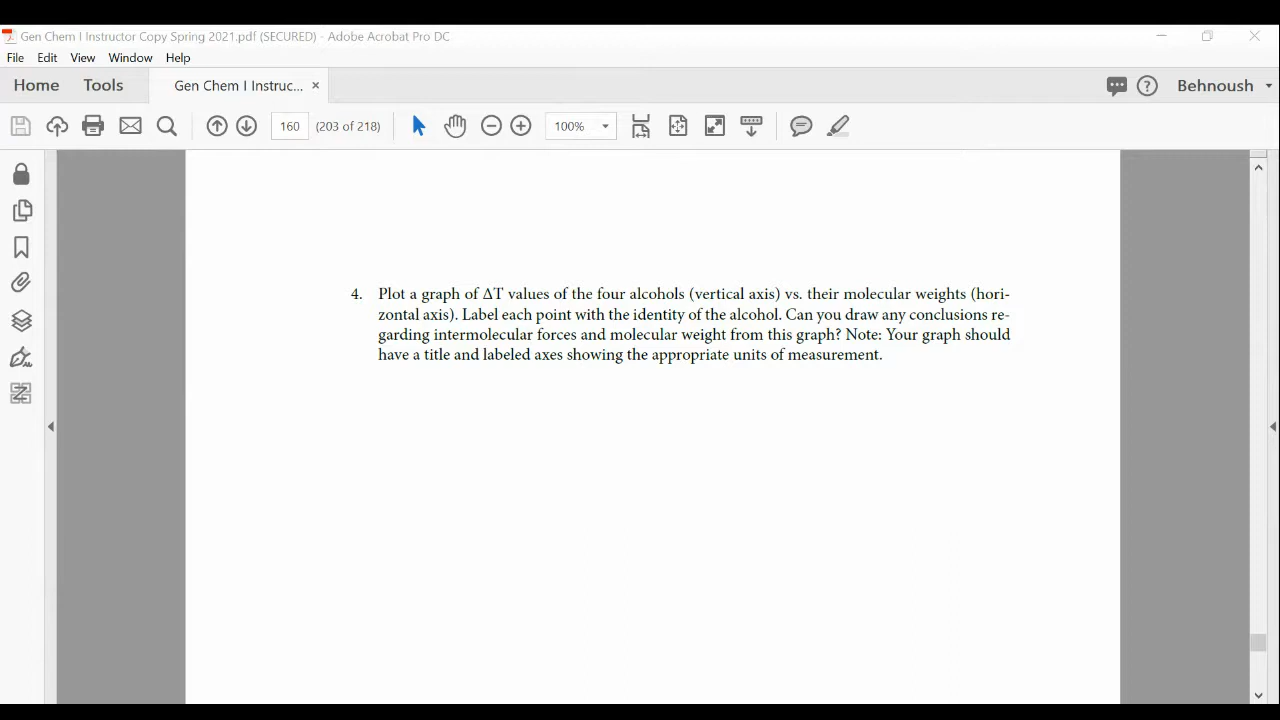 Gen Chem I Instructor Copy Spring 2021.pdf (SECURED) - Adobe Acrobat Pro DC
File Edit View Window Help
Home Tools Gen Chem I Instruc... × Behnoush
160 (203 of 218) 100%
4. Plot a graph of ΔT values of the four alcohols (vertical axis) vs. their molecular weights (hori-
zontal axis). Label each point with the identity of the alcohol. Can you draw any conclusions re-
garding intermolecular forces and molecular weight from this graph? Note: Your graph should
have a title and labeled axes showing the appropriate units of measurement.